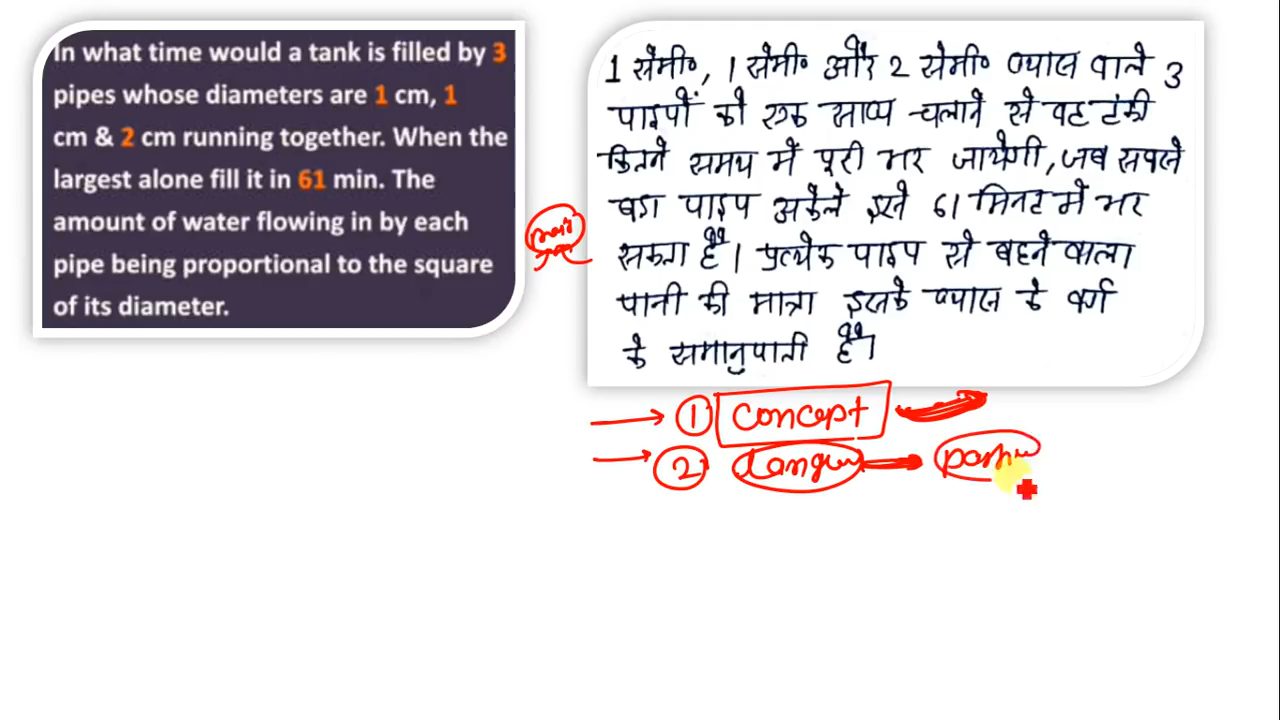 In what time would a tank is filled by 3
pipes whose diameters are 1 cm, 1
cm & 2 cm running together. When the
largest alone fill it in 61 min. The
amount of water flowing in by each
pipe being proportional to the square
of its diameter.
1 सेमी०, 1 सेमी० और 2 सेमी० व्यास वाले 3
पाइपों को एक साथ चलाने से वह टंकी
कितने समय में पूरी भर जायेगी, जब सबसे
बडा पाइप अकेले इसे 61 मिनट में भर
सकता है। प्रत्येक पाइप से बहने वाला
पानी की मात्रा इसके व्यास के वर्ग
के समानुपाती है।
→ ① concept →
→ ②